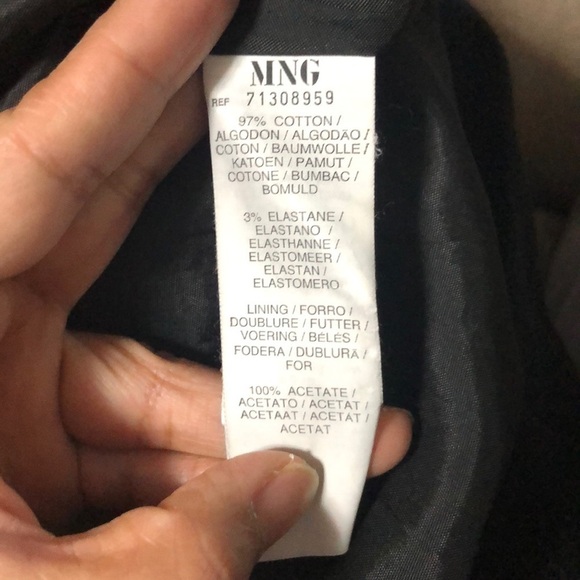 MNG
REF 71308959
97% COTTON /
ALGODON / ALGODÃO /
COTON / BAUMWOLLE /
KATOEN / PAMUT /
COTONE / BUMBAC /
BOMULD
3% ELASTANE /
ELASTANO /
ELASTHANNE /
ELASTOMEER /
ELASTAN /
ELASTOMERO
LINING / FORRO /
DOUBLURE / FUTTER /
VOERING / BÉLÉS /
FODERA / DUBLURA /
FOR
100% ACETATE /
ACETATO / ACETAT /
ACETAAT / ACETAT /
ACETAT